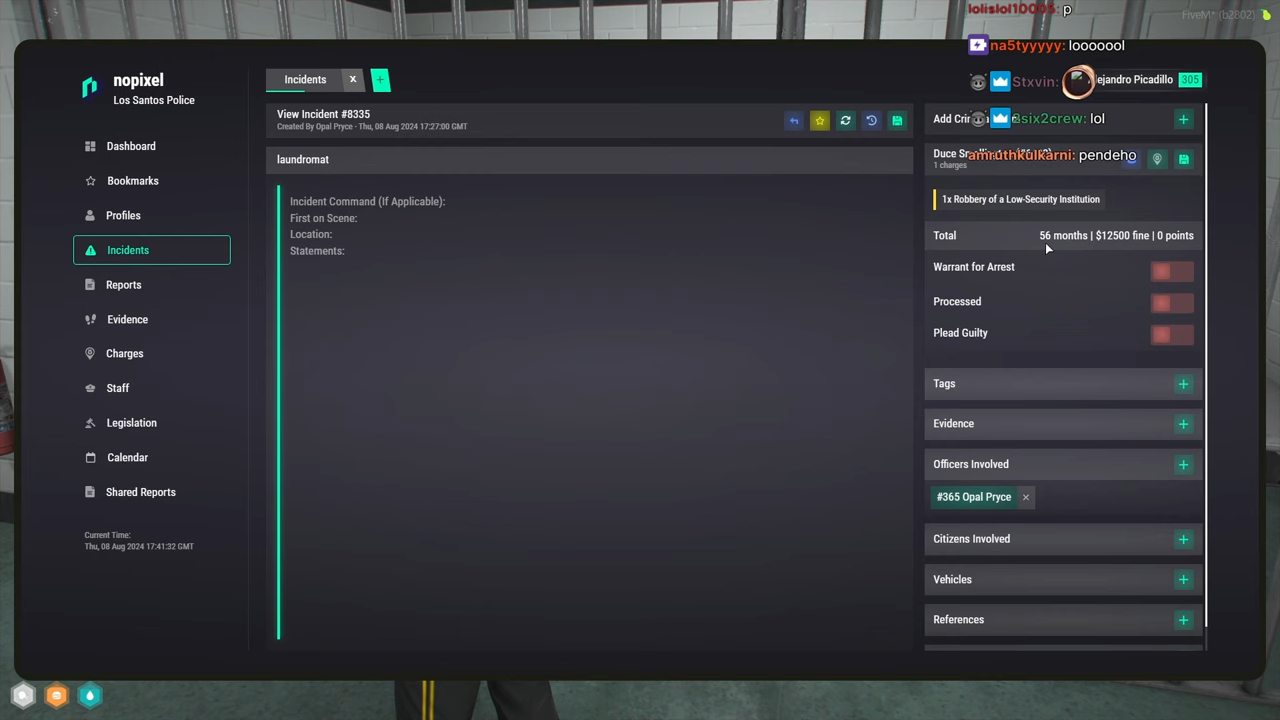 lolislol10005: p
FiveM® (b2802)
na5tyyyyy: looooool
Stxvin:
lejandro Picadillo 305
8six2crew: lol
amruthkulkarni: pendeho
nopixel
Los Santos Police
Dashboard
Bookmarks
Profiles
Incidents
Reports
Evidence
Charges
Staff
Legislation
Calendar
Shared Reports
Current Time:
Thu, 08 Aug 2024 17:41:32 GMT
Incidents x +
View Incident #8335
Created By Opal Pryce - Thu, 08 Aug 2024 17:27:00 GMT
laundromat
Incident Command (If Applicable):
First on Scene:
Location:
Statements:
Add
Duce
1 charges
1x Robbery of a Low-Security Institution
Total 56 months | $12500 fine | 0 points
Warrant for Arrest
Processed
Plead Guilty
Tags
Evidence
Officers Involved
#365 Opal Pryce ×
Citizens Involved
Vehicles
References